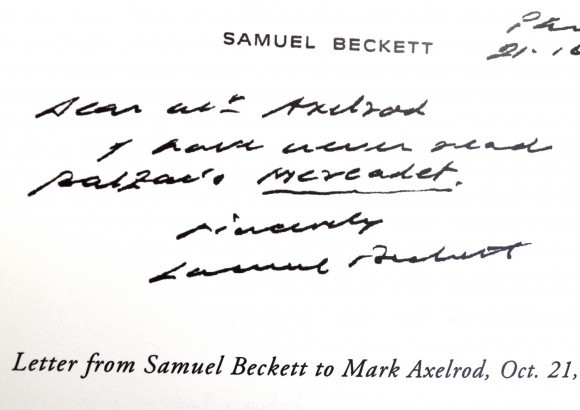 SAMUEL BECKETT
21.10
Dear Mr Axelrod
I have never read
Balzac's Mercadet.
Sincerely
Samuel Beckett
Letter from Samuel Beckett to Mark Axelrod, Oct. 21,